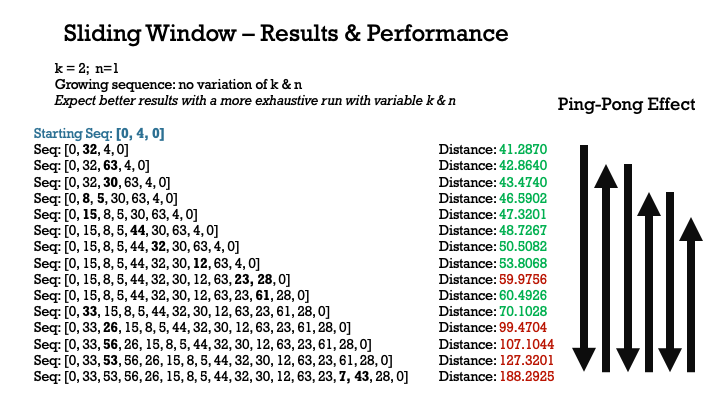 Sliding Window – Results & Performance
k = 2; n=1
Growing sequence: no variation of k & n
Expect better results with a more exhaustive run with variable k & n
Ping-Pong Effect
Starting Seq: [0, 4, 0]
Seq: [0, 32, 4, 0] Distance: 41.2870
Seq: [0, 32, 63, 4, 0] Distance: 42.8640
Seq: [0, 32, 30, 63, 4, 0] Distance: 43.4740
Seq: [0, 8, 5, 30, 63, 4, 0] Distance: 46.5902
Seq: [0, 15, 8, 5, 30, 63, 4, 0] Distance: 47.3201
Seq: [0, 15, 8, 5, 44, 30, 63, 4, 0] Distance: 48.7267
Seq: [0, 15, 8, 5, 44, 32, 30, 63, 4, 0] Distance: 50.5082
Seq: [0, 15, 8, 5, 44, 32, 30, 12, 63, 4, 0] Distance: 53.8068
Seq: [0, 15, 8, 5, 44, 32, 30, 12, 63, 23, 28, 0] Distance: 59.9756
Seq: [0, 15, 8, 5, 44, 32, 30, 12, 63, 23, 61, 28, 0] Distance: 60.4926
Seq: [0, 33, 15, 8, 5, 44, 32, 30, 12, 63, 23, 61, 28, 0] Distance: 70.1028
Seq: [0, 33, 26, 15, 8, 5, 44, 32, 30, 12, 63, 23, 61, 28, 0] Distance: 99.4704
Seq: [0, 33, 56, 26, 15, 8, 5, 44, 32, 30, 12, 63, 23, 61, 28, 0] Distance: 107.1044
Seq: [0, 33, 53, 56, 26, 15, 8, 5, 44, 32, 30, 12, 63, 23, 61, 28, 0] Distance: 127.3201
Seq: [0, 33, 53, 56, 26, 15, 8, 5, 44, 32, 30, 12, 63, 23, 7, 43, 28, 0] Distance: 188.2925